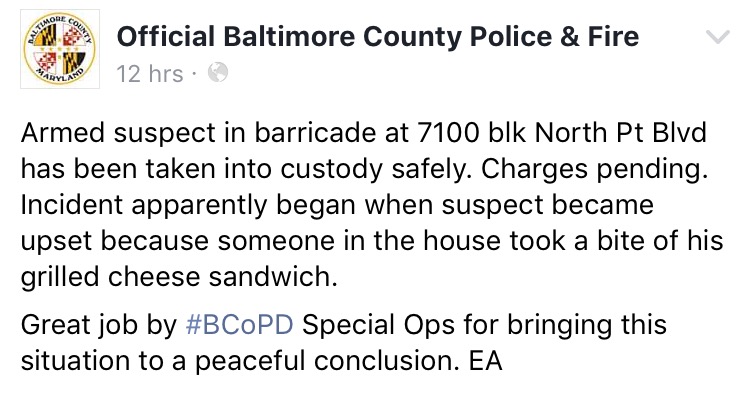 BALTIMORE COUNTY
MARYLAND
Official Baltimore County Police & Fire
12 hrs ·
Armed suspect in barricade at 7100 blk North Pt Blvd
has been taken into custody safely. Charges pending.
Incident apparently began when suspect became
upset because someone in the house took a bite of his
grilled cheese sandwich.
Great job by #BCoPD Special Ops for bringing this
situation to a peaceful conclusion. EA